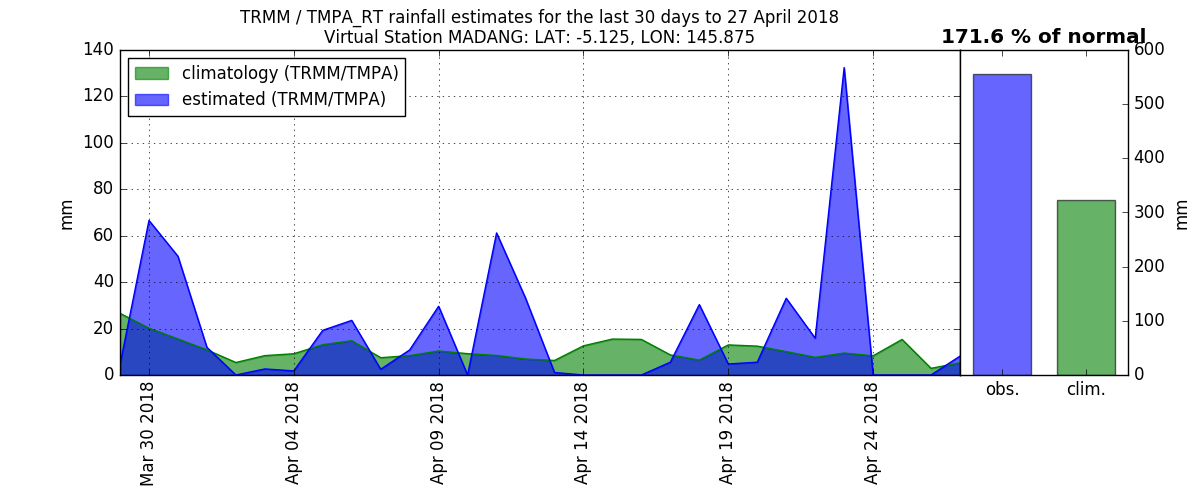 TRMM / TMPA_RT rainfall estimates for the last 30 days to 27 April 2018
Virtual Station MADANG: LAT: -5.125, LON: 145.875
171.6 % of normal
climatology (TRMM/TMPA)
estimated (TRMM/TMPA)
mm
140
120
100
80
60
40
20
0
Mar 30 2018
Apr 04 2018
Apr 09 2018
Apr 14 2018
Apr 19 2018
Apr 24 2018
600
500
400
300
200
100
0
mm
obs.
clim.